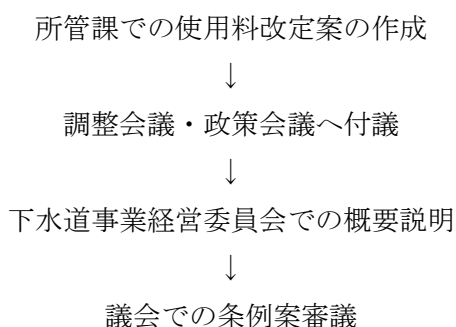 所管課での使用料改定案の作成
↓
調整会議・政策会議へ付議
↓
下水道事業経営委員会での概要説明
↓
議会での条例案審議